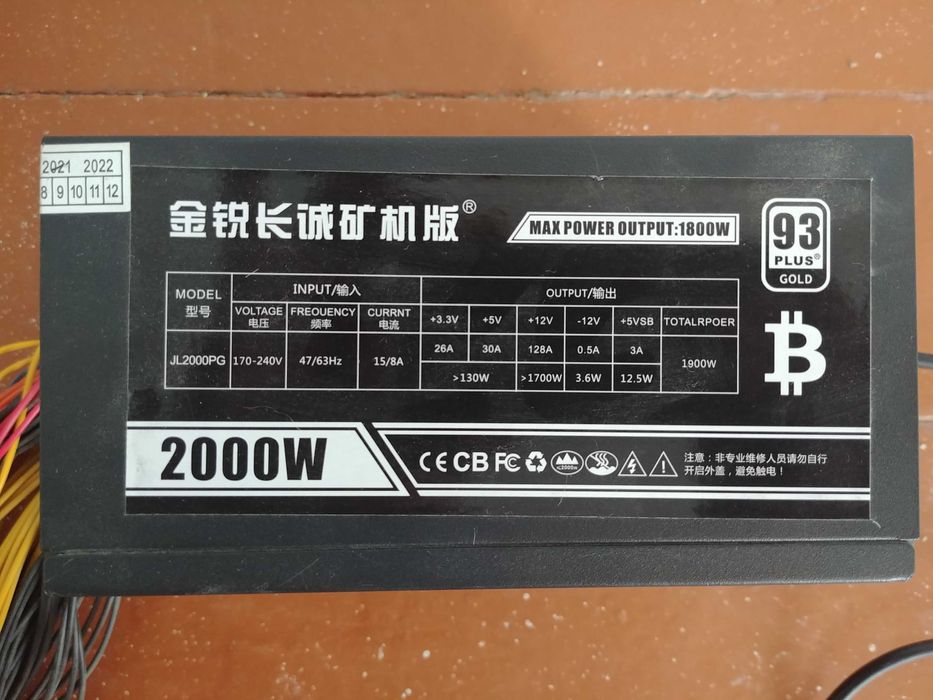 2021 2022
8 9 10 11 12
金锐长诚矿机版®
MAX POWER OUTPUT:1800W
93
PLUS®
GOLD
MODEL
型号
INPUT/输入
OUTPUT/输出
VOLTAGE
电压
FREOUENCY
频率
CURRNT
电流
+3.3V
+5V
+12V
-12V
+5VSB
TOTALRPOER
JL2000PG
170-240V
47/63Hz
15/8A
26A
30A
128A
0.5A
3A
1900W
>130W
>1700W
3.6W
12.5W
2000W
CE CB FC
JL2000m
注意：非专业维修人员请勿自行
开启外盖，避免触电！